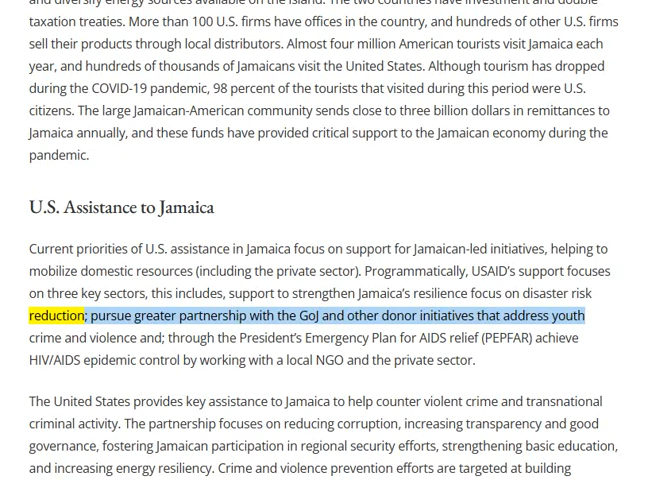 and diversify energy sources available on the island. The two countries have investment and double
taxation treaties. More than 100 U.S. firms have offices in the country, and hundreds of other U.S. firms
sell their products through local distributors. Almost four million American tourists visit Jamaica each
year, and hundreds of thousands of Jamaicans visit the United States. Although tourism has dropped
during the COVID-19 pandemic, 98 percent of the tourists that visited during this period were U.S.
citizens. The large Jamaican-American community sends close to three billion dollars in remittances to
Jamaica annually, and these funds have provided critical support to the Jamaican economy during the
pandemic.
U.S. Assistance to Jamaica
Current priorities of U.S. assistance in Jamaica focus on support for Jamaican-led initiatives, helping to
mobilize domestic resources (including the private sector). Programmatically, USAID’s support focuses
on three key sectors, this includes, support to strengthen Jamaica’s resilience focus on disaster risk
reduction; pursue greater partnership with the GoJ and other donor initiatives that address youth
crime and violence and; through the President’s Emergency Plan for AIDS relief (PEPFAR) achieve
HIV/AIDS epidemic control by working with a local NGO and the private sector.
The United States provides key assistance to Jamaica to help counter violent crime and transnational
criminal activity. The partnership focuses on reducing corruption, increasing transparency and good
governance, fostering Jamaican participation in regional security efforts, strengthening basic education,
and increasing energy resiliency. Crime and violence prevention efforts are targeted at building